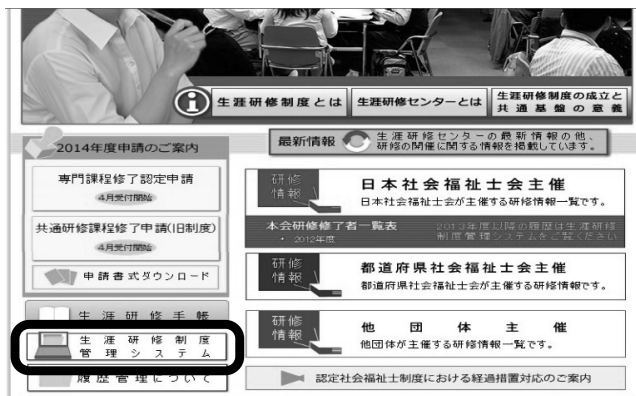 生涯研修制度とは
生涯研修センターとは
生涯研修制度の成立と
共通基盤の意義
2014年度申請のご案内
専門課程修了認定申請
4月受付開始
共通研修課程修了申請(旧制度)
4月受付開始
申請書式ダウンロード
生涯研修手帳
生涯研修制度
管理システム
履歴管理について
最新情報
生涯研修センターの最新情報の他、
研修の開催に関する情報を掲載しています。
研修
情報
日本社会福祉士会主催
日本社会福祉士会が主催する研修情報一覧です。
本会研修修了者一覧表
・ 2012年度
2013年度以降の履歴は生涯研修
制度管理システムをご覧ください
研修
情報
都道府県社会福祉士会主催
都道府県社会福祉士会が主催する研修情報です。
研修
情報
他団体主催
他団体が主催する研修情報一覧です。
認定社会福祉士制度における経過措置対応のご案内